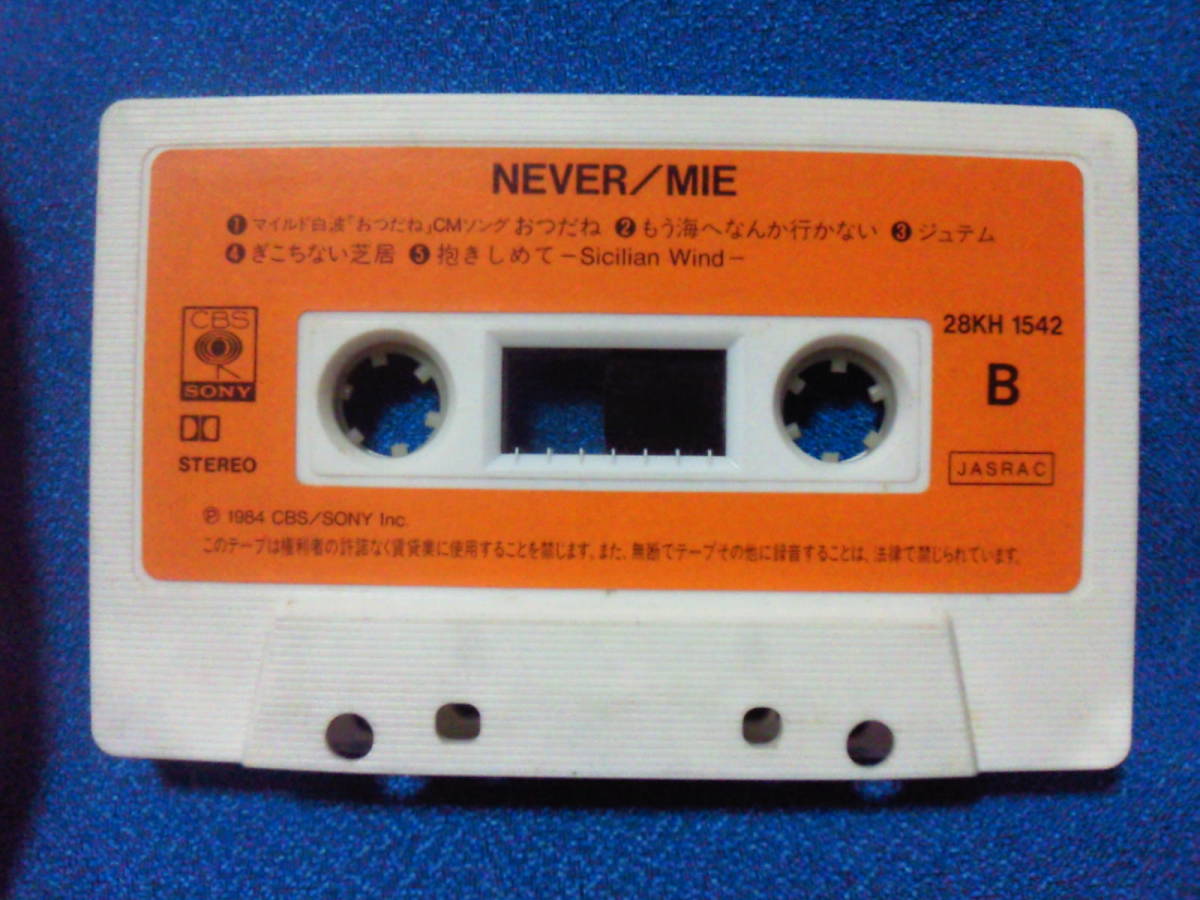 NEVER/MIE
❶マイルド白波「おつだね」CMソング おつだね ❷もう海へなんか行かない ❸ジュテム
❹ぎこちない芝居 ❺抱きしめて－Sicilian Wind－
CBS
SONY
STEREO
28KH 1542
B
JASRAC
Ⓟ 1984 CBS/SONY Inc.
このテープは権利者の許諾なく賃貸業に使用することを禁じます。また、無断でテープその他に録音することは、法律で禁じられています。